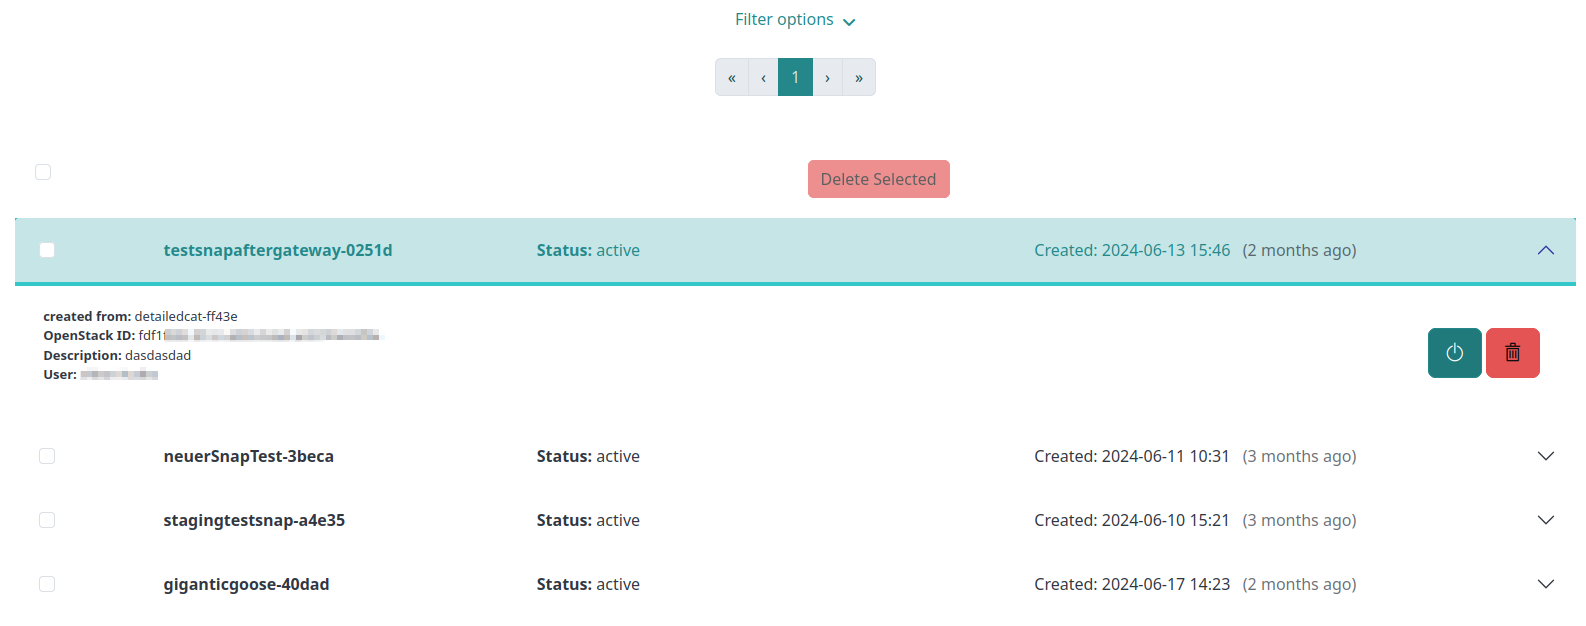 Filter options
« ‹ 1 › »
Delete Selected
testsnapaftergateway-0251d Status: active Created: 2024-06-13 15:46 (2 months ago)
created from: detailedcat-ff43e
OpenStack ID: fdf1
Description: dasdasdad
User:
neuerSnapTest-3beca Status: active Created: 2024-06-11 10:31 (3 months ago)
stagingtestsnap-a4e35 Status: active Created: 2024-06-10 15:21 (3 months ago)
giganticgoose-40dad Status: active Created: 2024-06-17 14:23 (2 months ago)